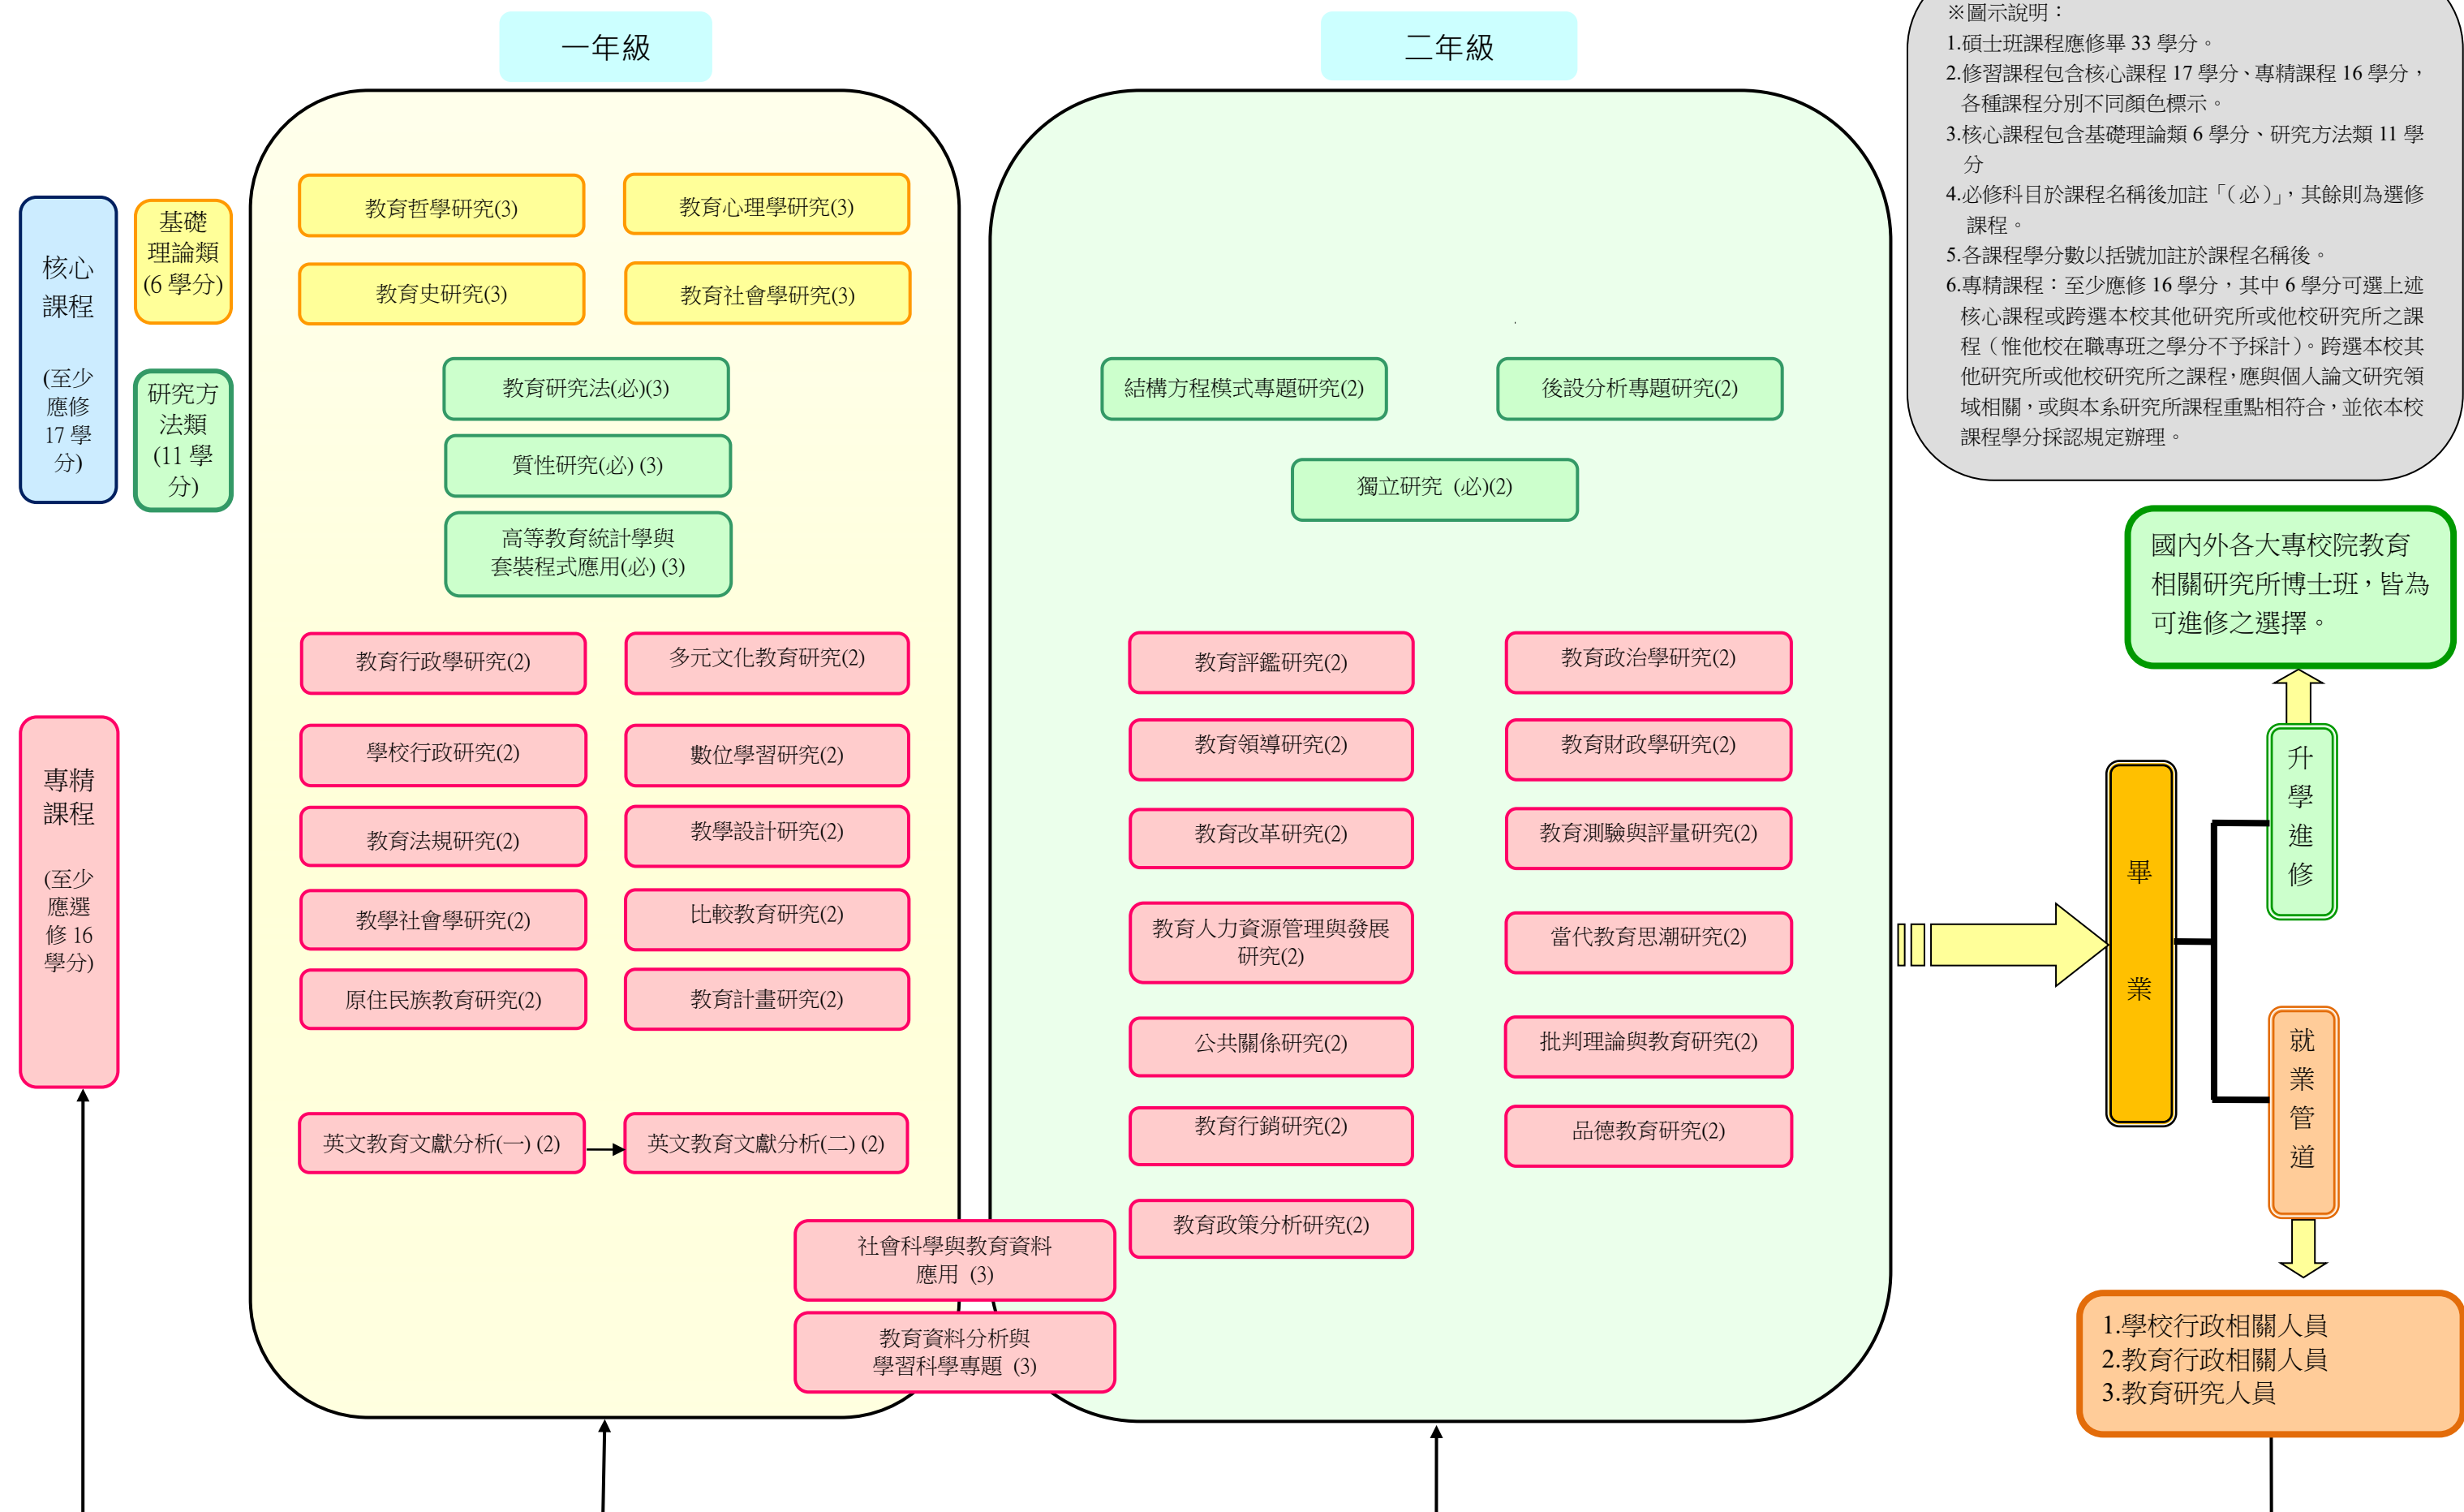 一年級
二年級
※圖示說明：
1.碩士班課程應修畢 33 學分。
2.修習課程包含核心課程 17 學分、專精課程 16 學分，
各種課程分別不同顏色標示。
3.核心課程包含基礎理論類 6 學分、研究方法類 11 學
分
4.必修科目於課程名稱後加註「（必）」，其餘則為選修
課程。
5.各課程學分數以括號加註於課程名稱後。
6.專精課程：至少應修 16 學分，其中 6 學分可選上述
核心課程或跨選本校其他研究所或他校研究所之課
程（惟他校在職專班之學分不予採計）。跨選本校其
他研究所或他校研究所之課程，應與個人論文研究領
域相關，或與本系研究所課程重點相符合，並依本校
課程學分採認規定辦理。
核心
課程
(至少
應修
17 學
分)
基礎
理論類
(6 學分)
教育哲學研究(3)
教育心理學研究(3)
教育史研究(3)
教育社會學研究(3)
研究方
法類
(11 學
分)
教育研究法(必)(3)
質性研究(必) (3)
高等教育統計學與
套裝程式應用(必) (3)
結構方程模式專題研究(2)
後設分析專題研究(2)
獨立研究 (必)(2)
專精
課程
(至少
應選
修 16
學分)
教育行政學研究(2)
多元文化教育研究(2)
學校行政研究(2)
數位學習研究(2)
教育法規研究(2)
教學設計研究(2)
教學社會學研究(2)
比較教育研究(2)
原住民族教育研究(2)
教育計畫研究(2)
英文教育文獻分析(一) (2)
英文教育文獻分析(二) (2)
社會科學與教育資料
應用 (3)
教育資料分析與
學習科學專題 (3)
教育評鑑研究(2)
教育政治學研究(2)
教育領導研究(2)
教育財政學研究(2)
教育改革研究(2)
教育測驗與評量研究(2)
教育人力資源管理與發展
研究(2)
當代教育思潮研究(2)
公共關係研究(2)
批判理論與教育研究(2)
教育行銷研究(2)
品德教育研究(2)
教育政策分析研究(2)
畢
業
國內外各大專校院教育
相關研究所博士班，皆為
可進修之選擇。
升
學
進
修
就
業
管
道
1.學校行政相關人員
2.教育行政相關人員
3.教育研究人員